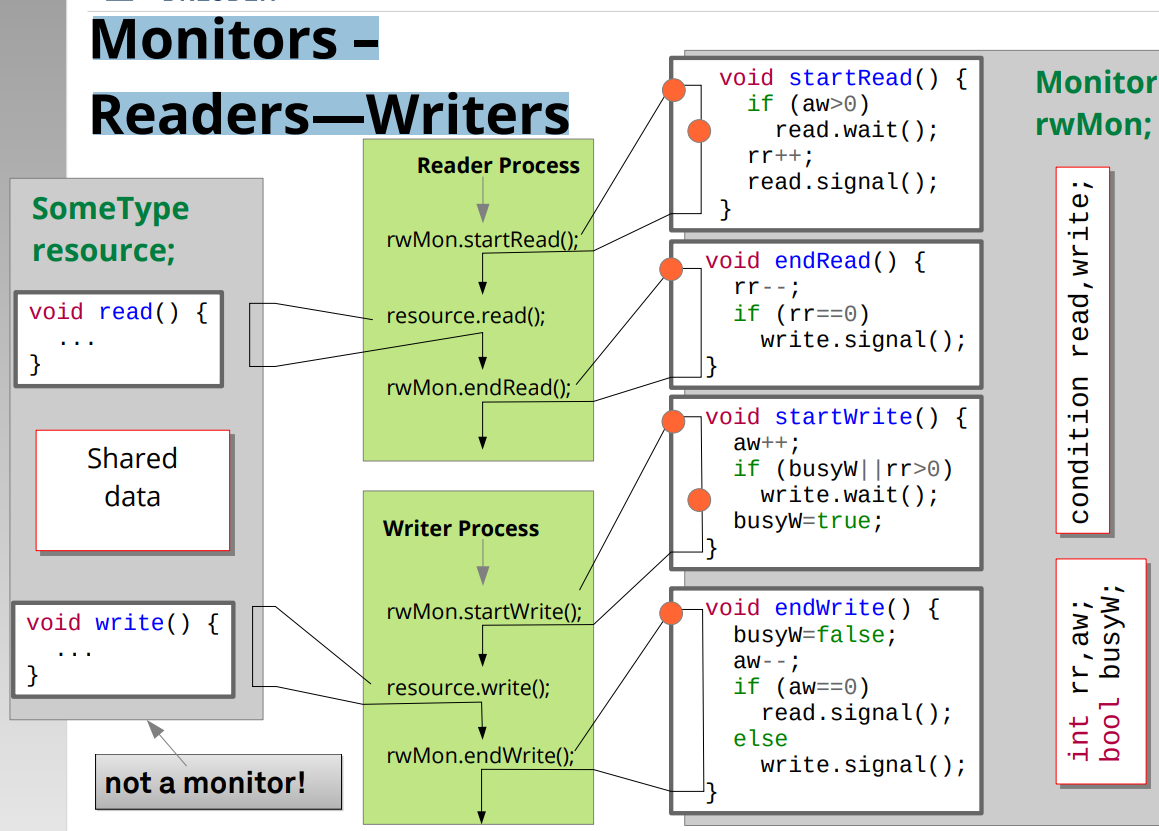 Monitors –
Readers—Writers
SomeType
resource;
void read() {
...
}
Shared
data
void write() {
...
}
not a monitor!
Reader Process
rwMon.startRead();
resource.read();
rwMon.endRead();
Writer Process
rwMon.startWrite();
resource.write();
rwMon.endWrite();
void startRead() {
if (aw>0)
read.wait();
rr++;
read.signal();
}
void endRead() {
rr--;
if (rr==0)
write.signal();
}
void startWrite() {
aw++;
if (busyW||rr>0)
write.wait();
busyW=true;
}
void endWrite() {
busyW=false;
aw--;
if (aw==0)
read.signal();
else
write.signal();
}
Monitor
rwMon;
condition read,write;
int rr,aw;
bool busyW;